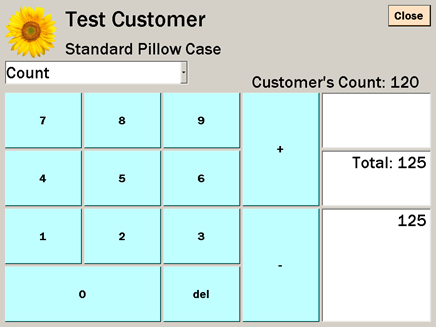 Test Customer
Close
Standard Pillow Case
Count
Customer's Count: 120
7 8 9
+
4 5 6
Total: 125
1 2 3
125
-
0 del